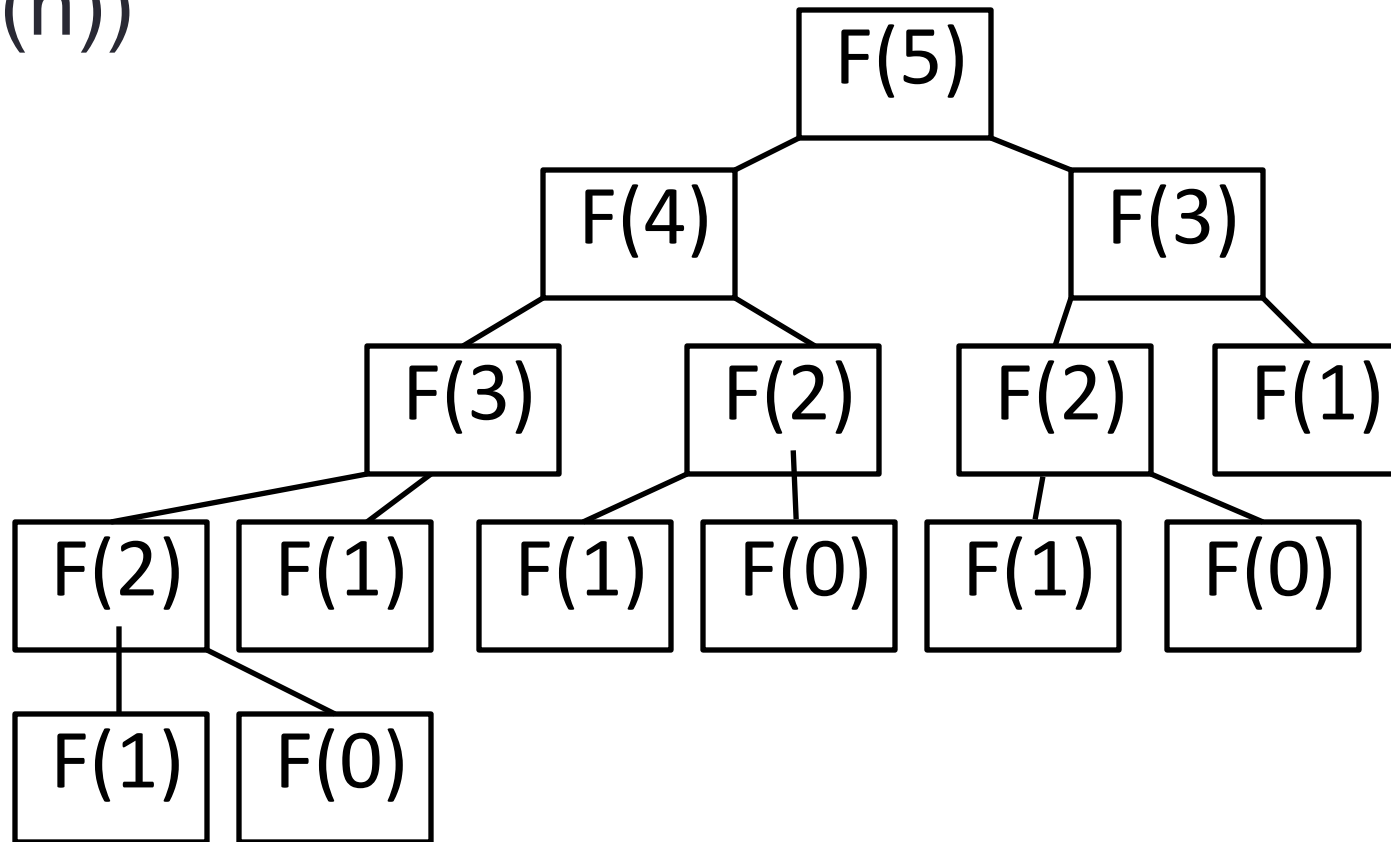 (n))
F(5)
F(4) F(3)
F(3) F(2) F(2) F(1)
F(2) F(1) F(1) F(0) F(1) F(0)
F(1) F(0)